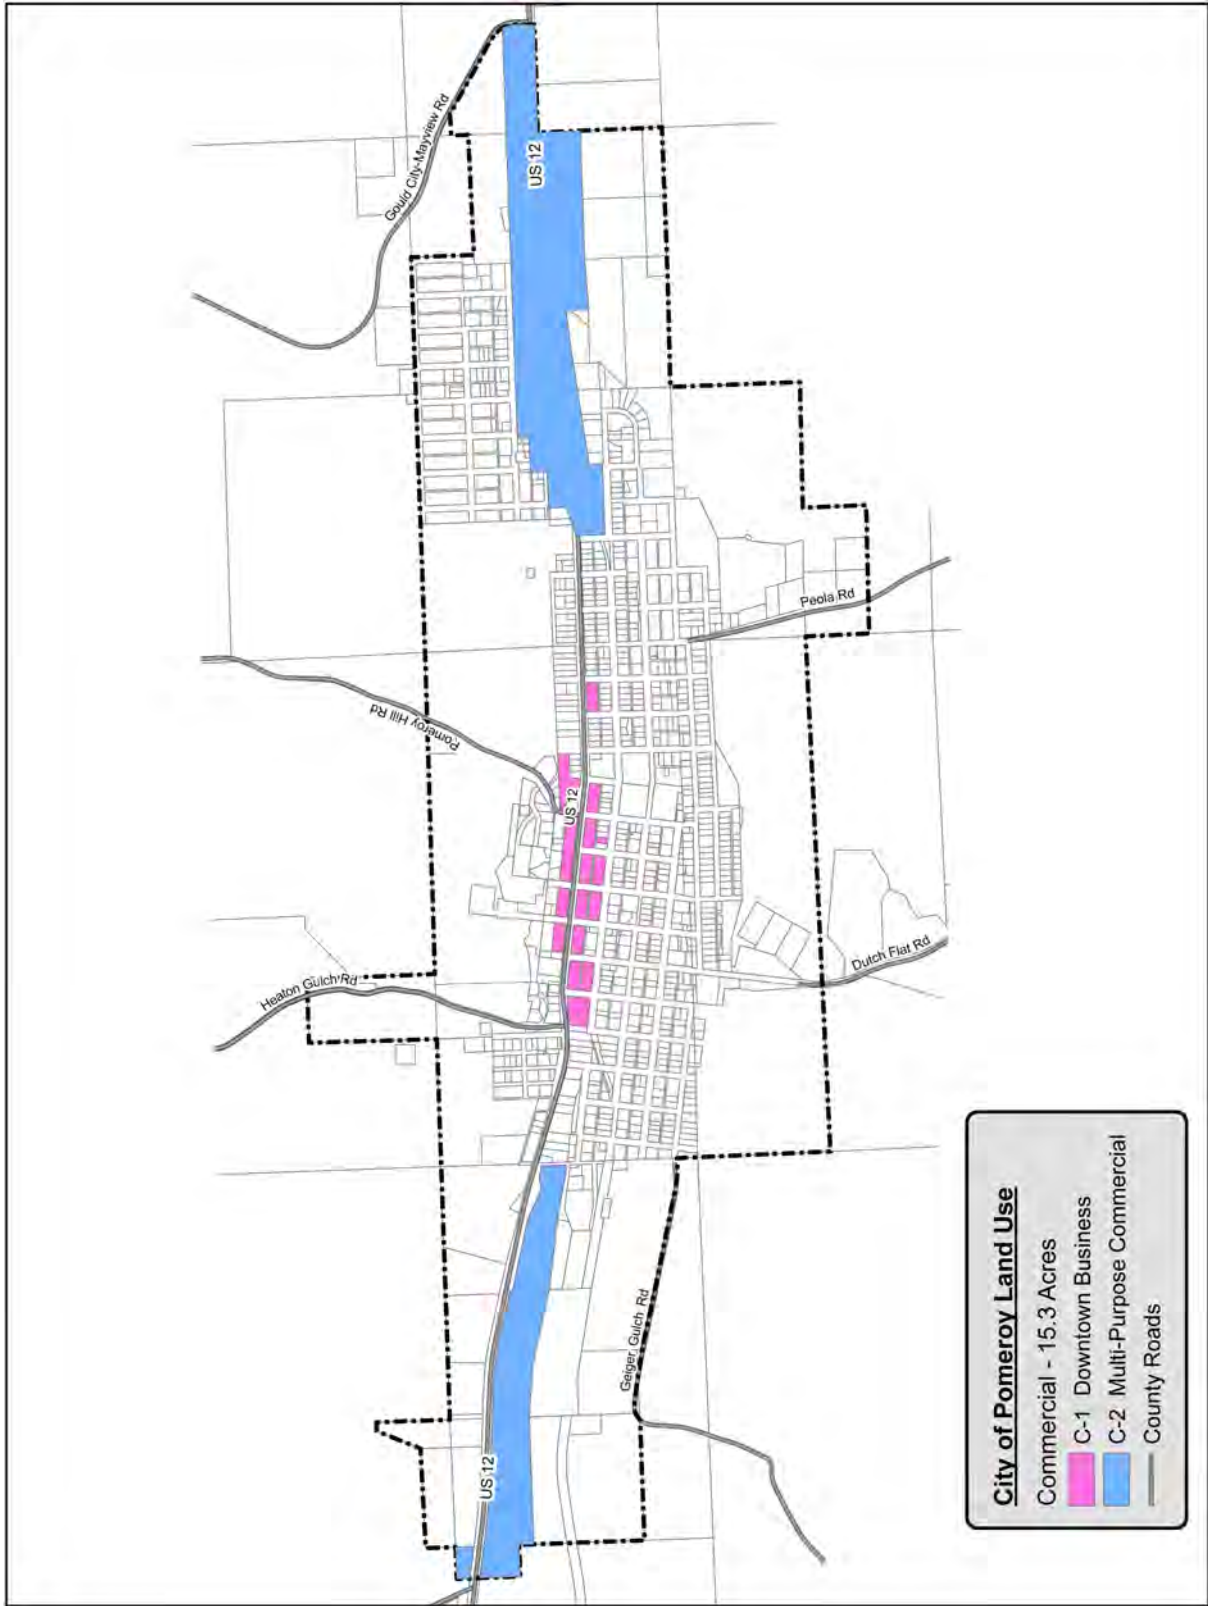 Gould City-Mayview Rd
US 12
Peola Rd
Pomeroy Hill Rd
US 12
Dutch Flat Rd
Heaton Gulch Rd
Geiger Gulch Rd
US 12
City of Pomeroy Land Use
Commercial - 15.3 Acres
C-1 Downtown Business
C-2 Multi-Purpose Commercial
County Roads